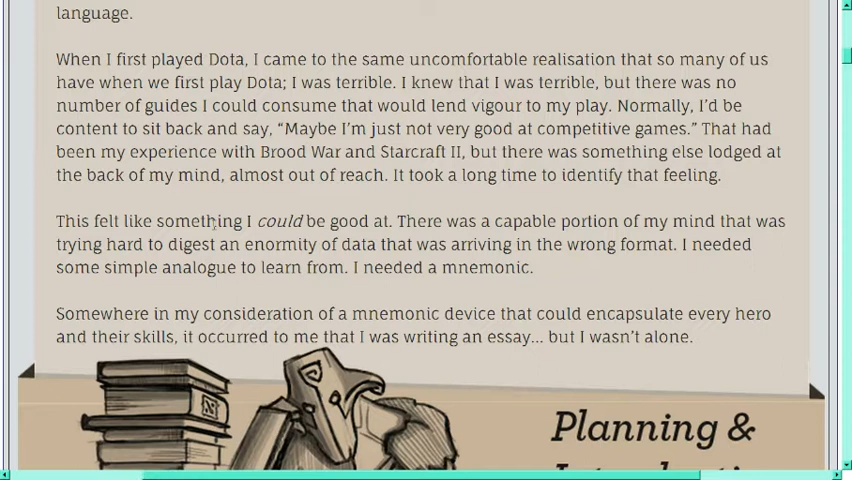 language.
When I first played Dota, I came to the same uncomfortable realisation that so many of us
have when we first play Dota; I was terrible. I knew that I was terrible, but there was no
number of guides I could consume that would lend vigour to my play. Normally, I'd be
content to sit back and say, “Maybe I'm just not very good at competitive games.” That had
been my experience with Brood War and Starcraft II, but there was something else lodged at
the back of my mind, almost out of reach. It took a long time to identify that feeling.
This felt like something I could be good at. There was a capable portion of my mind that was
trying hard to digest an enormity of data that was arriving in the wrong format. I needed
some simple analogue to learn from. I needed a mnemonic.
Somewhere in my consideration of a mnemonic device that could encapsulate every hero
and their skills, it occurred to me that I was writing an essay... but I wasn't alone.
Planning &